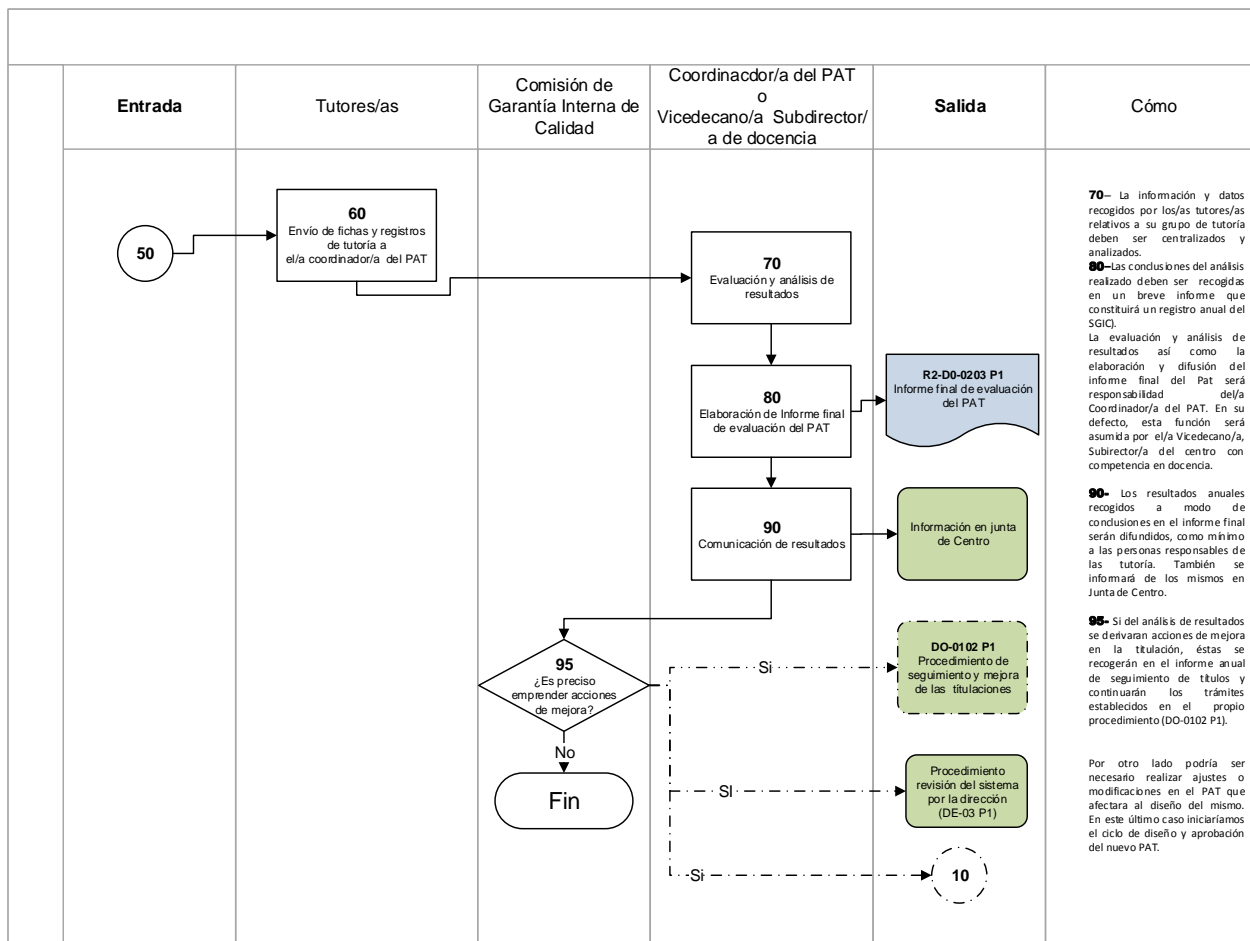 Entrada
Tutores/as
Comisión de
Garantía Interna de
Calidad
Coordinacdor/a del PAT
o
Vicedecano/a Subdirector/
a de docencia
Salida
Cómo
50
60
Envío de fichas y registros
de tutoría a
el/a coordinador/a del PAT
70
Evaluación y análisis de
resultados
80
Elaboración de Informe final
de evaluación del PAT
R2-D0-0203 P1
Informe final de evaluación
del PAT
90
Comunicación de resultados
Información en junta
de Centro
95
¿Es preciso
emprender acciones
de mejora?
Si
DO-0102 P1
Procedimiento de
seguimiento y mejora
de las titulaciones
No
Fin
SI
Procedimiento
revisión del sistema
por la dirección
(DE-03 P1)
Si
10
70– La información y datos
recogidos por los/as tutores/as
relativos a su grupo de tutoría
deben ser centralizados y
analizados.
80–Las conclusiones del análisis
realizado deben ser recogidas
en un breve informe que
constituirá un registro anual del
SGIC).
La evaluación y análisis de
resultados así como la
elaboración y difusión del
informe final del Pat será
responsabilidad del/a
Coordinador/a del PAT. En su
defecto, esta función será
asumida por el/a Vicedecano/a,
Subirector/a del centro con
competencia en docencia.
90- Los resultados anuales
recogidos a modo de
conclusiones en el informe final
serán difundidos, como mínimo
a las personas responsables de
las tutoría. También se
informará de los mismos en
Junta de Centro.
95- Si del análisis de resultados
se derivaran acciones de mejora
en la titulación, éstas se
recogerán en el informe anual
de seguimiento de títulos y
continuarán los trámites
establecidos en el propio
procedimiento (DO-0102 P1).
Por otro lado podría ser
necesario realizar ajustes o
modificaciones en el PAT que
afectara al diseño del mismo.
En este último caso iniciaríamos
el ciclo de diseño y aprobación
del nuevo PAT.